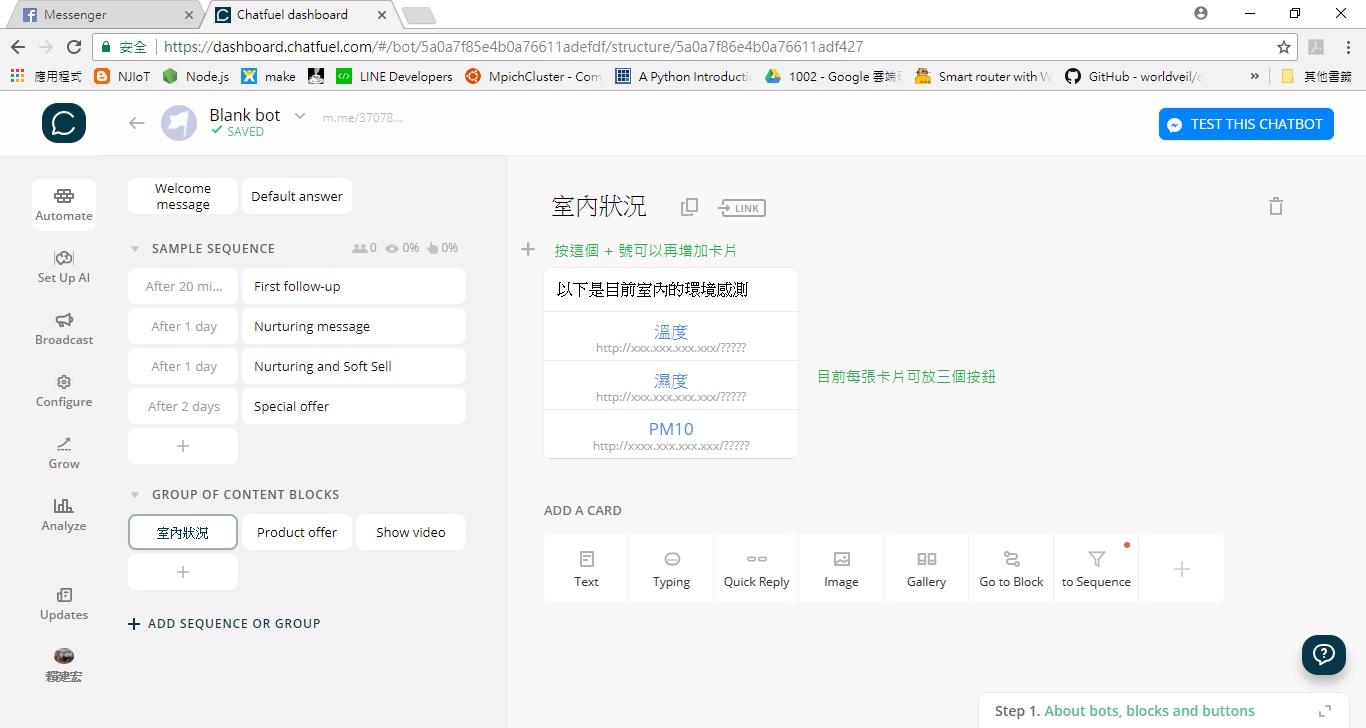 Messenger
Chatfuel dashboard
安全 https://dashboard.chatfuel.com/#/bot/5a0a7f85e4b0a76611adefdf/structure/5a0a7f86e4b0a76611adf427
應用程式 NJIoT Node.js make LINE Developers MpichCluster - Com A Python Introductio 1002 - Google 雲端 Smart router with W GitHub - worldveil/d » 其他書籤
Blank bot m.me/37078...
SAVED
TEST THIS CHATBOT
Automate
Set Up AI
Broadcast
Configure
Grow
Analyze
Updates
賴建宏
Welcome
message
Default answer
SAMPLE SEQUENCE 0 0% 0%
After 20 mi... First follow-up
After 1 day Nurturing message
After 1 day Nurturing and Soft Sell
After 2 days Special offer
+
GROUP OF CONTENT BLOCKS
室內狀況 Product offer Show video
+
+ ADD SEQUENCE OR GROUP
室內狀況 LINK
+ 按這個 + 號可以再增加卡片
以下是目前室內的環境感測
溫度
http://xxx.xxx.xxx.xxx/?????
濕度
http://xxx.xxx.xxx.xxx/?????
PM10
http://xxxx.xxx.xxx.xxx/?????
目前每張卡片可放三個按鈕
ADD A CARD
Text Typing Quick Reply Image Gallery Go to Block to Sequence +
Step 1. About bots, blocks and buttons